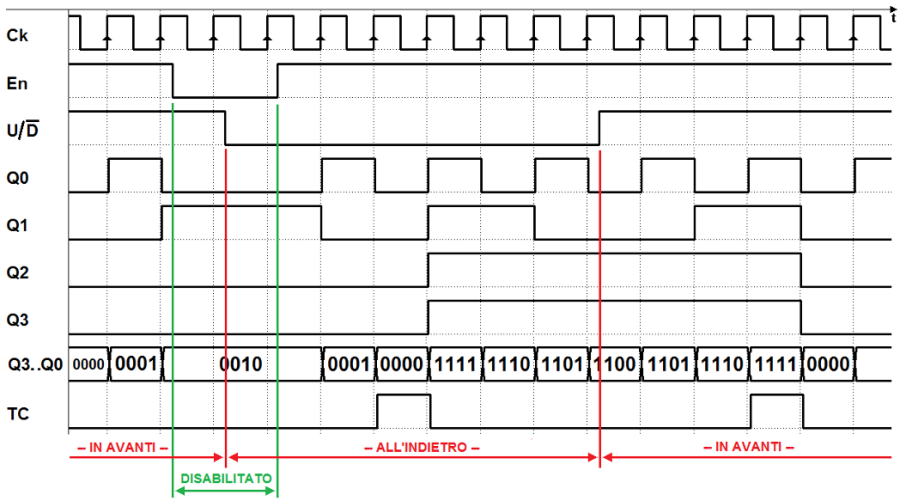 t
Ck
En
U/D̅
Q0
Q1
Q2
Q3
Q3..Q0 0000 0001 0010 0001 0000 1111 1110 1101 1100 1101 1110 1111 0000
TC
– IN AVANTI – – ALL'INDIETRO – – IN AVANTI –
DISABILITATO